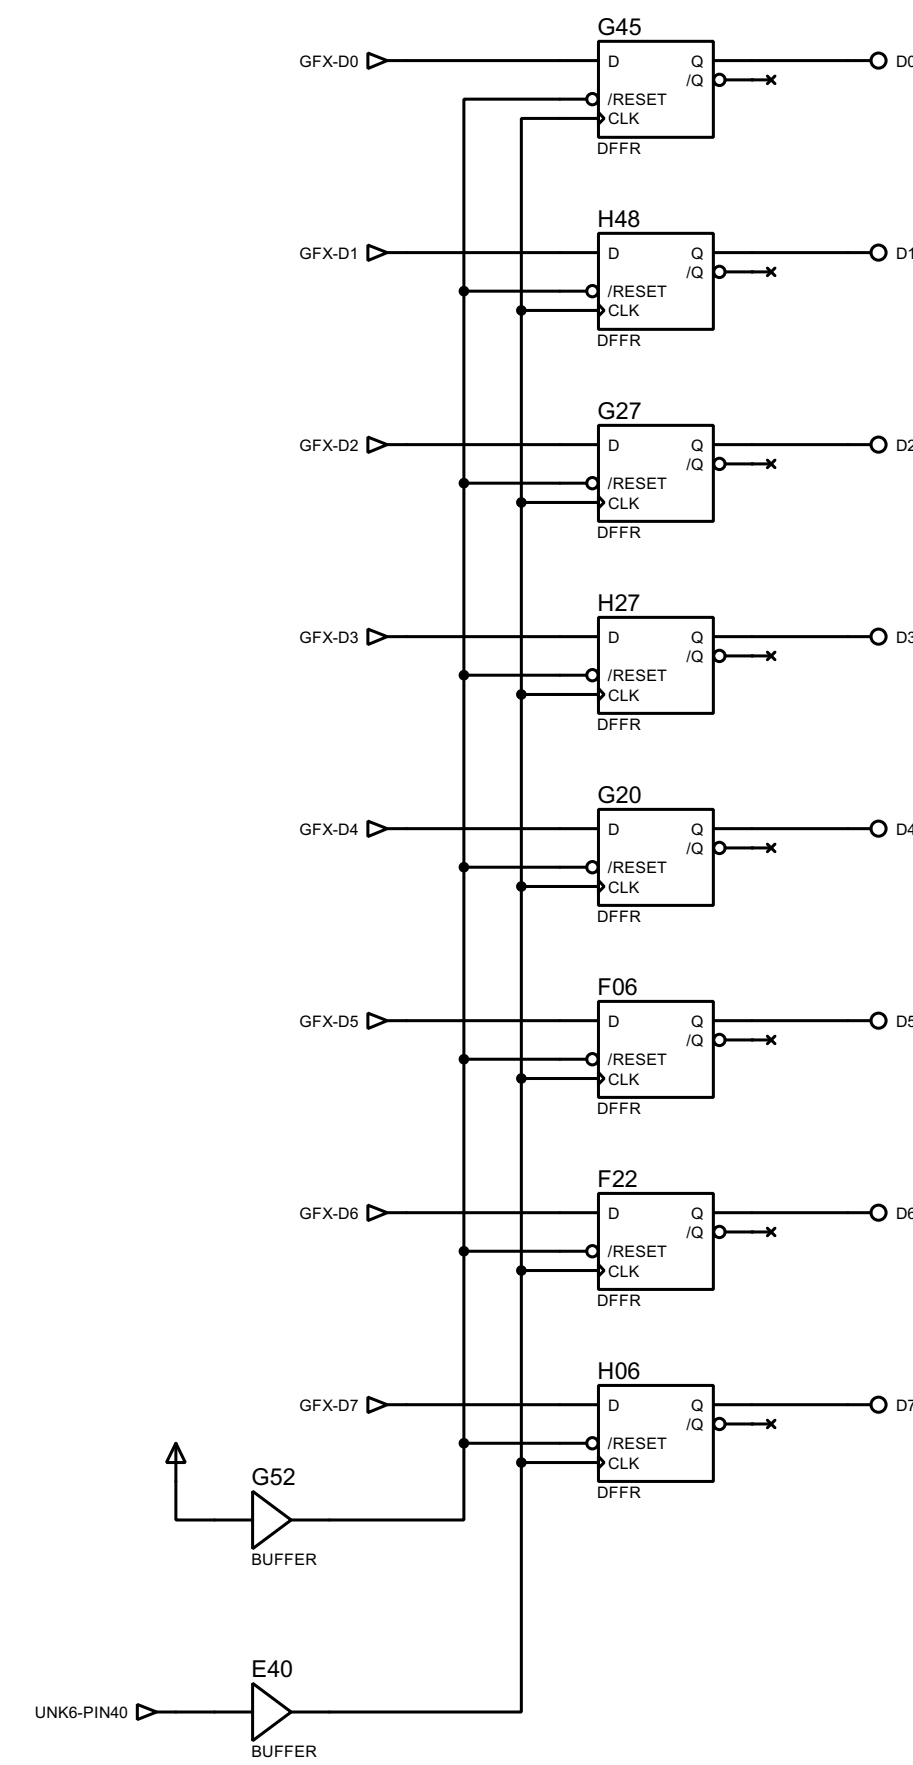 G45
GFX-D0 D Q D0
/Q
/RESET
CLK
DFFR
H48
GFX-D1 D Q D1
/Q
/RESET
CLK
DFFR
G27
GFX-D2 D Q D2
/Q
/RESET
CLK
DFFR
H27
GFX-D3 D Q D3
/Q
/RESET
CLK
DFFR
G20
GFX-D4 D Q D4
/Q
/RESET
CLK
DFFR
F06
GFX-D5 D Q D5
/Q
/RESET
CLK
DFFR
F22
GFX-D6 D Q D6
/Q
/RESET
CLK
DFFR
H06
GFX-D7 D Q D7
/Q
/RESET
CLK
DFFR
G52
BUFFER
E40
UNK6-PIN40
BUFFER